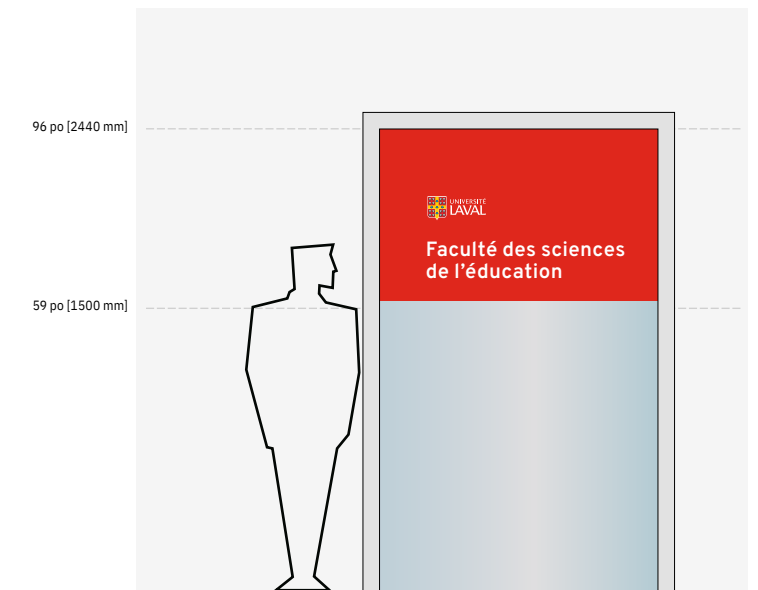 96 po [2440 mm]
UNIVERSITÉ
LAVAL
Faculté des sciences
de l'éducation
59 po [1500 mm]